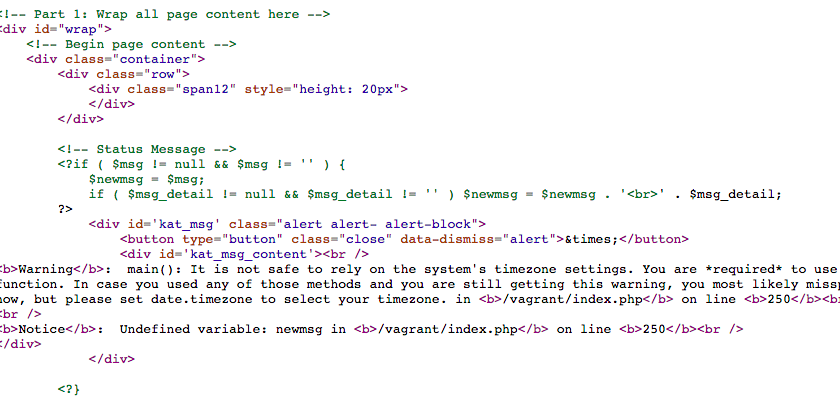 <!-- Part 1: Wrap all page content here -->
<div id="wrap">
<!-- Begin page content -->
<div class="container">
<div class="row">
<div class="span12" style="height: 20px">
</div>
</div>
<!-- Status Message -->
<?if ( $msg != null && $msg != '' ) {
$newmsg = $msg;
if ( $msg_detail != null && $msg_detail != '' ) $newmsg = $newmsg . '<br>' . $msg_detail;
?>
<div id='kat_msg' class="alert alert- alert-block">
<button type="button" class="close" data-dismiss="alert">&times;</button>
<div id='kat_msg_content'><br />
<b>Warning</b>:  main(): It is not safe to rely on the system's timezone settings. You are *required* to use
function. In case you used any of those methods and you are still getting this warning, you most likely missp
now, but please set date.timezone to select your timezone. in <b>/vagrant/index.php</b> on line <b>250</b><b
<br />
<b>Notice</b>:  Undefined variable: newmsg in <b>/vagrant/index.php</b> on line <b>250</b><br />
</div>
</div>
<?}